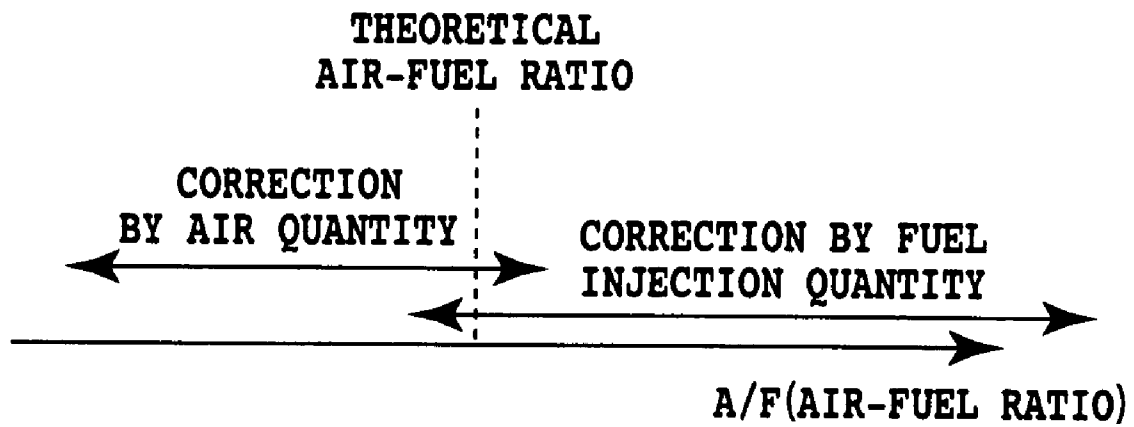 THEORETICAL
AIR-FUEL RATIO
CORRECTION
BY AIR QUANTITY
CORRECTION BY FUEL
INJECTION QUANTITY
A/F(AIR-FUEL RATIO)